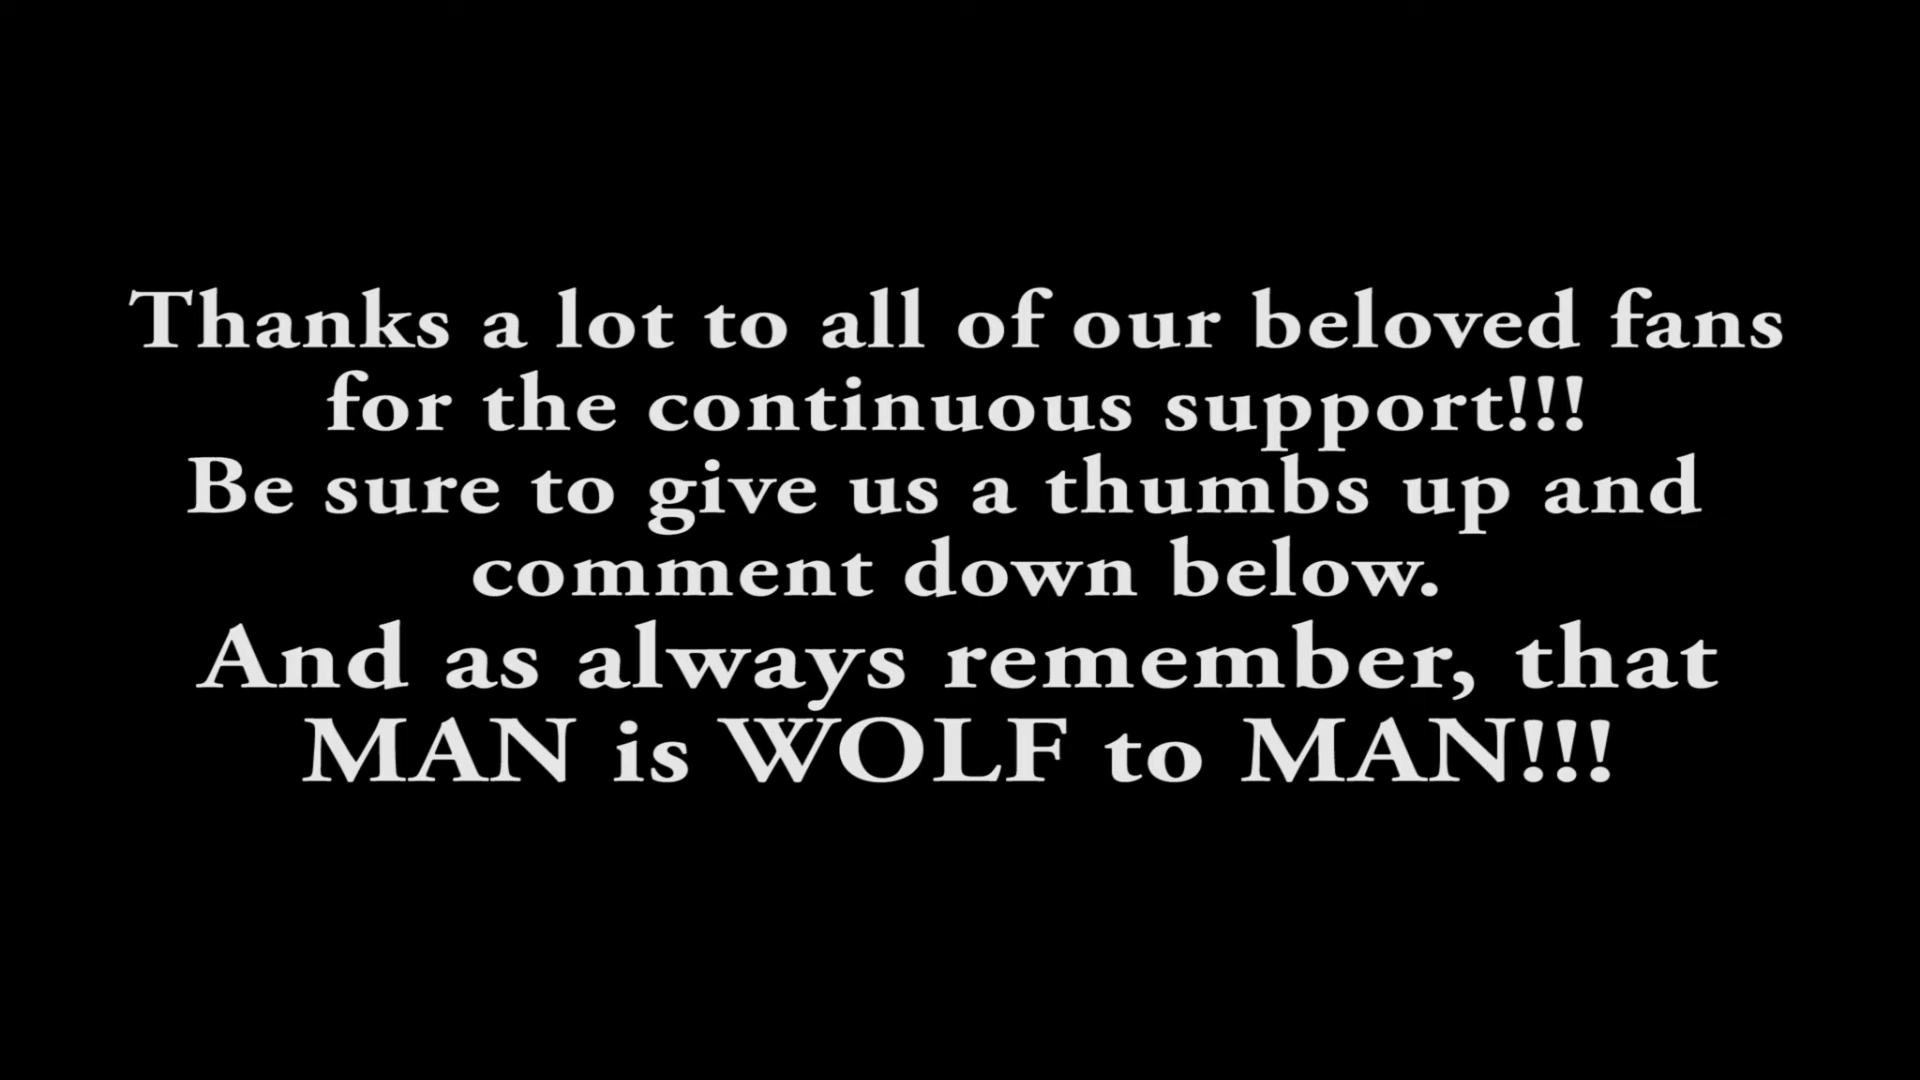 Thanks a lot to all of our beloved fans
for the continuous support!!!
Be sure to give us a thumbs up and
comment down below.
And as always remember, that
MAN is WOLF to MAN!!!